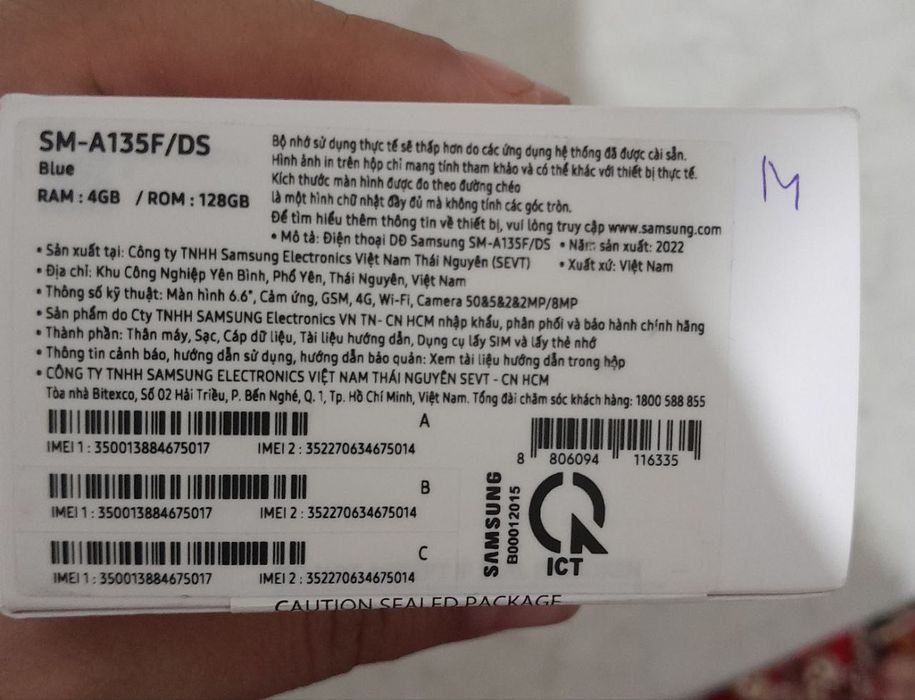 SM-A135F/DS
Blue
RAM : 4GB / ROM : 128GB
Bộ nhớ sử dụng thực tế sẽ thấp hơn do các ứng dụng hệ thống đã được cài sẵn.
Hình ảnh in trên hộp chỉ mang tính tham khảo và có thể khác với thiết bị thực tế.
Kích thước màn hình được đo theo đường chéo
là một hình chữ nhật đầy đủ mà không tính các góc tròn.
Để tìm hiểu thêm thông tin về thiết bị, vui lòng truy cập www.samsung.com
• Mô tả: Điện thoại DĐ Samsung SM-A135F/DS • Năm sản xuất: 2022
• Sản xuất tại: Công ty TNHH Samsung Electronics Việt Nam Thái Nguyên (SEVT) • Xuất xứ: Việt Nam
• Địa chỉ: Khu Công Nghiệp Yên Bình, Phổ Yên, Thái Nguyên, Việt Nam
• Thông số kỹ thuật: Màn hình 6.6", Cảm ứng, GSM, 4G, Wi-Fi, Camera 50&5&2&2MP/8MP
• Sản phẩm do Cty TNHH SAMSUNG Electronics VN TN- CN HCM nhập khẩu, phân phối và bảo hành chính hãng
• Thành phần: Thân máy, Sạc, Cáp dữ liệu, Tài liệu hướng dẫn, Dụng cụ lấy SIM và lấy thẻ nhớ
• Thông tin cảnh báo, hướng dẫn sử dụng, hướng dẫn bảo quản: Xem tài liệu hướng dẫn trong hộp
• CÔNG TY TNHH SAMSUNG ELECTRONICS VIỆT NAM THÁI NGUYÊN SEVT - CN HCM
Tòa nhà Bitexco, Số 02 Hải Triều, P. Bến Nghé, Q. 1, Tp. Hồ Chí Minh, Việt Nam. Tổng đài chăm sóc khách hàng: 1800 588 855
A
IMEI 1 : 350013884675017 IMEI 2 : 352270634675014
B
IMEI 1 : 350013884675017 IMEI 2 : 352270634675014
C
IMEI 1 : 350013884675017 IMEI 2 : 352270634675014
8 806094 116335
SAMSUNG
B00012015
ICT
CAUTION SEALED PACKAGE